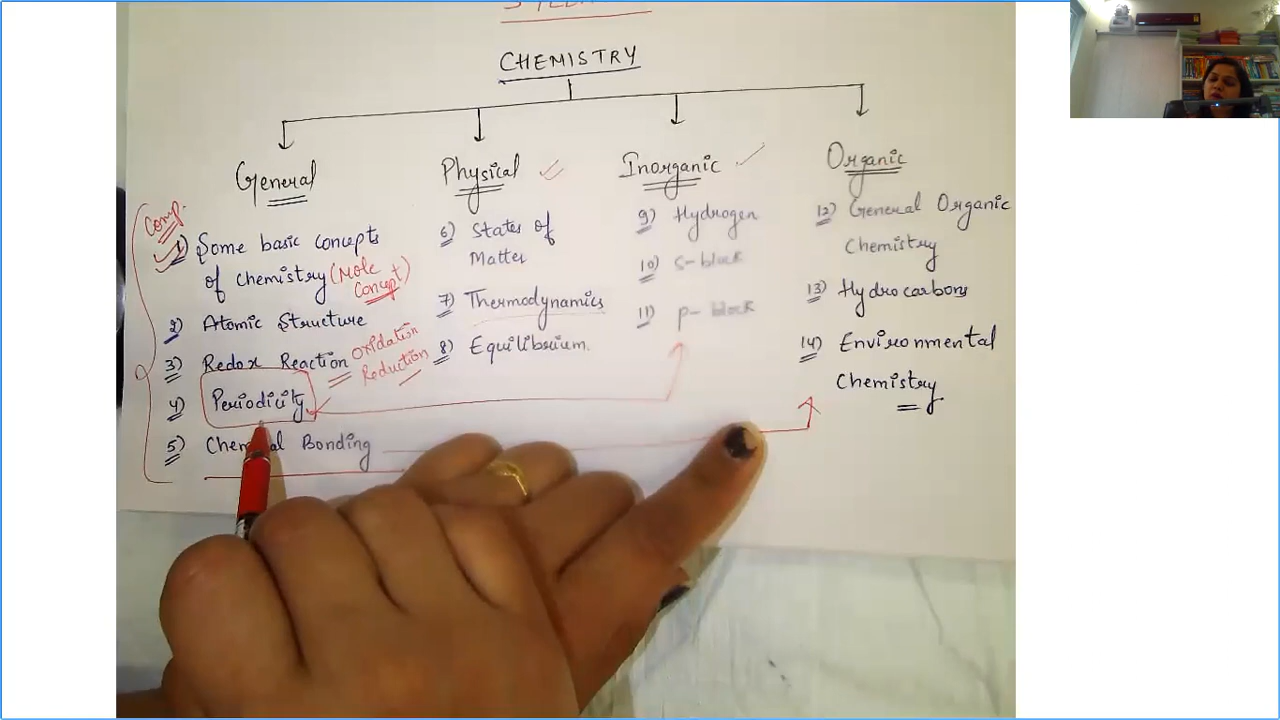 CHEMISTRY
General
Comp.
1) Some basic concepts
of chemistry (Mole
Concept)
2) Atomic Structure
3) Redox Reaction Oxidation
Reduction
4) Periodicity
5) Chemical Bonding
Physical
6) States of
Matter
7) Thermodynamics
8) Equilibrium.
Inorganic
9) Hydrogen
10) s-block
11) p-block
Organic
12) General Organic
Chemistry
13) Hydrocarbons
14) Environmental
Chemistry